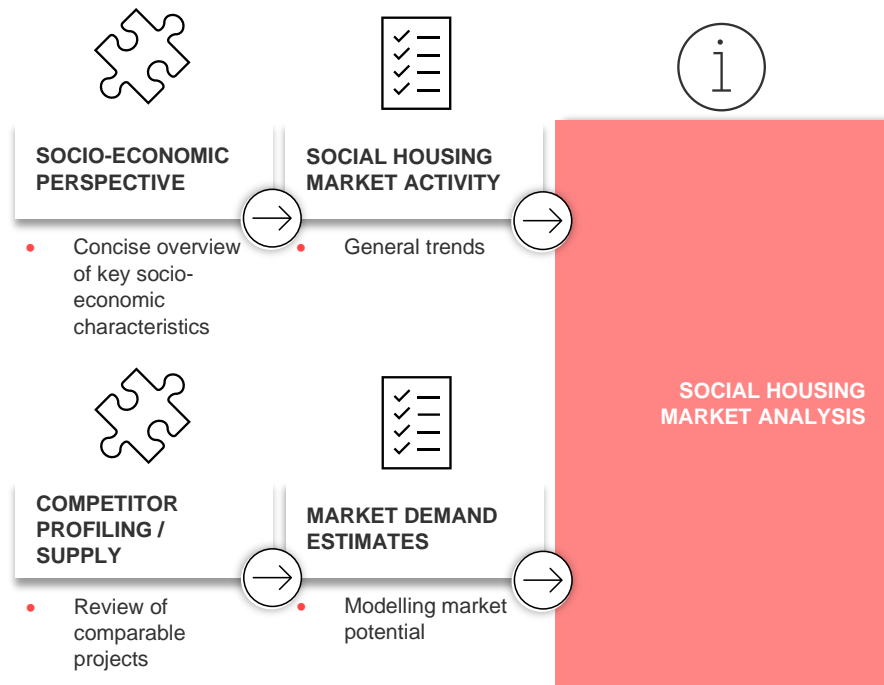 SOCIO-ECONOMIC
PERSPECTIVE
• Concise overview
of key socio-
economic
characteristics
SOCIAL HOUSING
MARKET ACTIVITY
• General trends
COMPETITOR
PROFILING /
SUPPLY
• Review of
comparable
projects
MARKET DEMAND
ESTIMATES
• Modelling market
potential
SOCIAL HOUSING
MARKET ANALYSIS